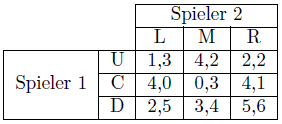 Spieler 2
L M R
U 1,3 4,2 2,2
Spieler 1 C 4,0 0,3 4,1
D 2,5 3,4 5,6